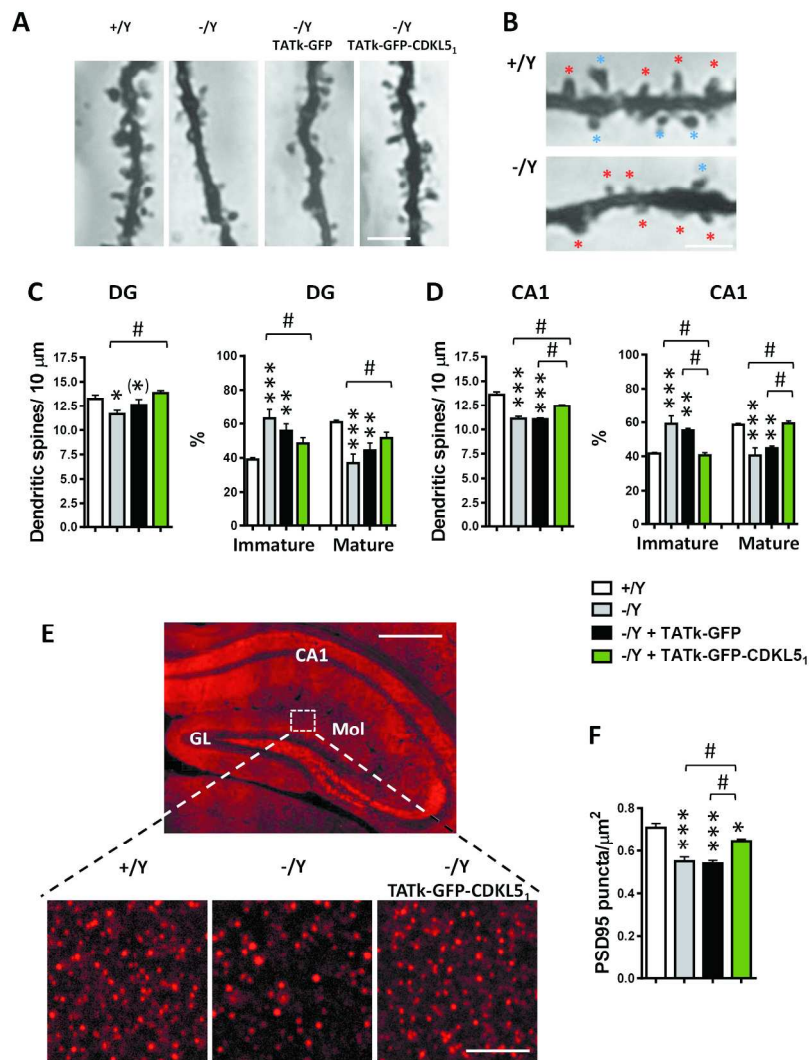 A
+/Y
-/Y
-/Y
TATk-GFP
-/Y
TATk-GFP-CDKL5₁
B
+/Y
* * * * * *
* * *
-/Y
* * *
* * * *
C
DG
Dendritic spines/ 10 µm
17.5
15.0
12.5
10.0
7.5
5.0
2.5
0.0
#
*
(*)
DG
%
100
80
60
40
20
0
#
#
***
**
***
**
Immature
Mature
D
CA1
Dendritic spines/ 10 µm
17.5
15.0
12.5
10.0
7.5
5.0
2.5
0.0
#
#
***
***
CA1
%
100
80
60
40
20
0
#
#
#
#
***
**
***
**
Immature
Mature
+/Y
-/Y
-/Y + TATk-GFP
-/Y + TATk-GFP-CDKL5₁
E
CA1
GL
Mol
+/Y
-/Y
-/Y
TATk-GFP-CDKL5₁
F
PSD95 puncta/µm²
0.8
0.6
0.4
0.2
0.0
#
#
***
***
*